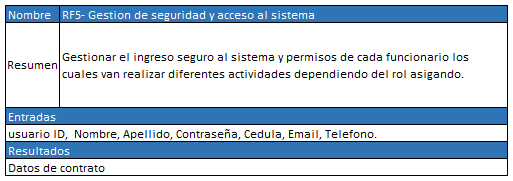 Nombre RF5- Gestion de seguridad y acceso al sistema
Resumen Gestionar el ingreso seguro al sistema y permisos de cada funcionario los
cuales van realizar diferentes actividades dependiendo del rol asigando.
Entradas
usuario ID, Nombre, Apellido, Contraseña, Cedula, Email, Telefono.
Resultados
Datos de contrato